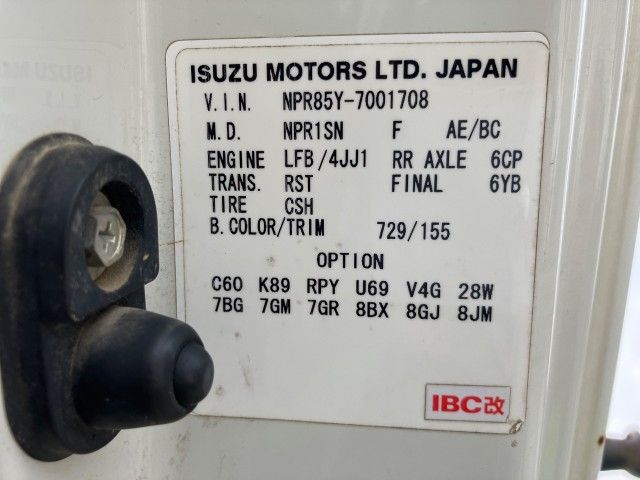 ISUZU MOTORS LTD. JAPAN
V.I.N. NPR85Y-7001708
M.D. NPR1SN F AE/BC
ENGINE LFB/4JJ1 RR AXLE 6CP
TRANS. RST FINAL 6YB
TIRE CSH
B.COLOR/TRIM 729/155
OPTION
C60 K89 RPY U69 V4G 28W
7BG 7GM 7GR 8BX 8GJ 8JM
IBC改